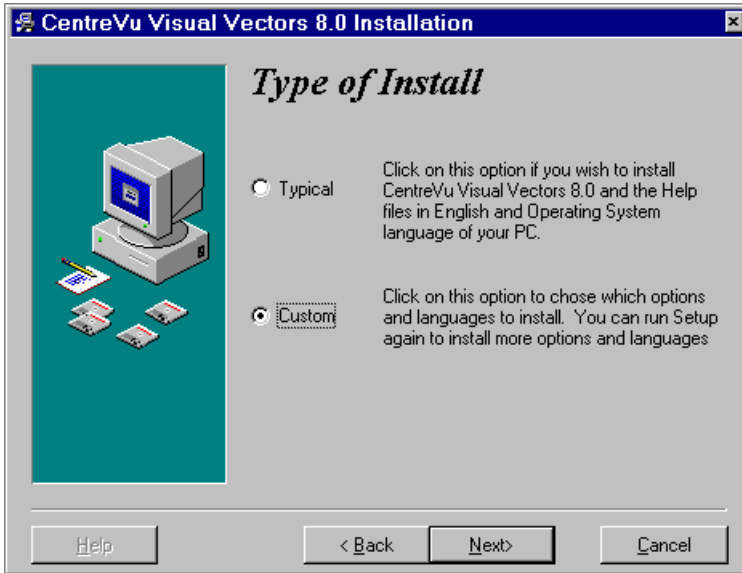 CentreVu Visual Vectors 8.0 Installation
Type of Install
Typical
Click on this option if you wish to install
CentreVu Visual Vectors 8.0 and the Help
files in English and Operating System
language of your PC.
Custom
Click on this option to chose which options
and languages to install.  You can run Setup
again to install more options and languages
Help
< Back
Next>
Cancel